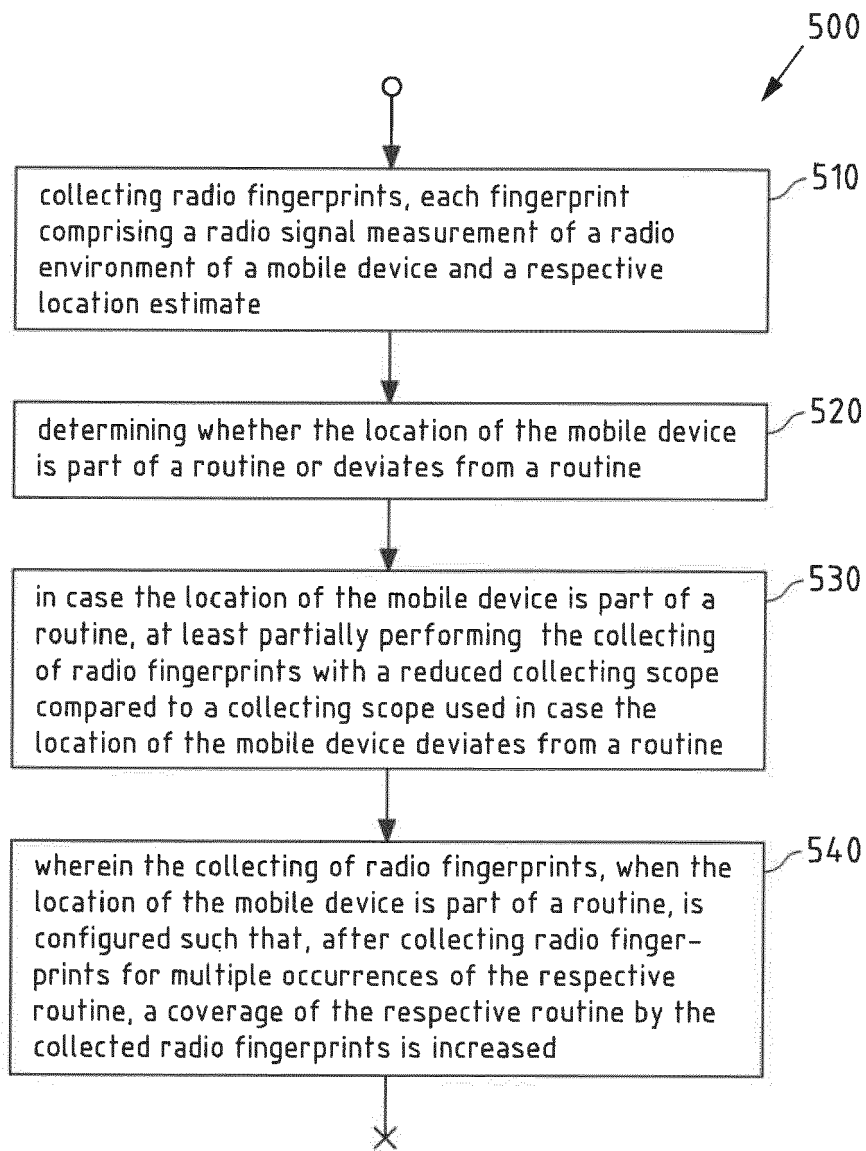 500
510
collecting radio fingerprints, each fingerprint
comprising a radio signal measurement of a radio
environment of a mobile device and a respective
location estimate
520
determining whether the location of the mobile device
is part of a routine or deviates from a routine
530
in case the location of the mobile device is part of a
routine, at least partially performing the collecting
of radio fingerprints with a reduced collecting scope
compared to a collecting scope used in case the
location of the mobile device deviates from a routine
540
wherein the collecting of radio fingerprints, when the
location of the mobile device is part of a routine, is
configured such that, after collecting radio finger-
prints for multiple occurrences of the respective
routine, a coverage of the respective routine by the
collected radio fingerprints is increased